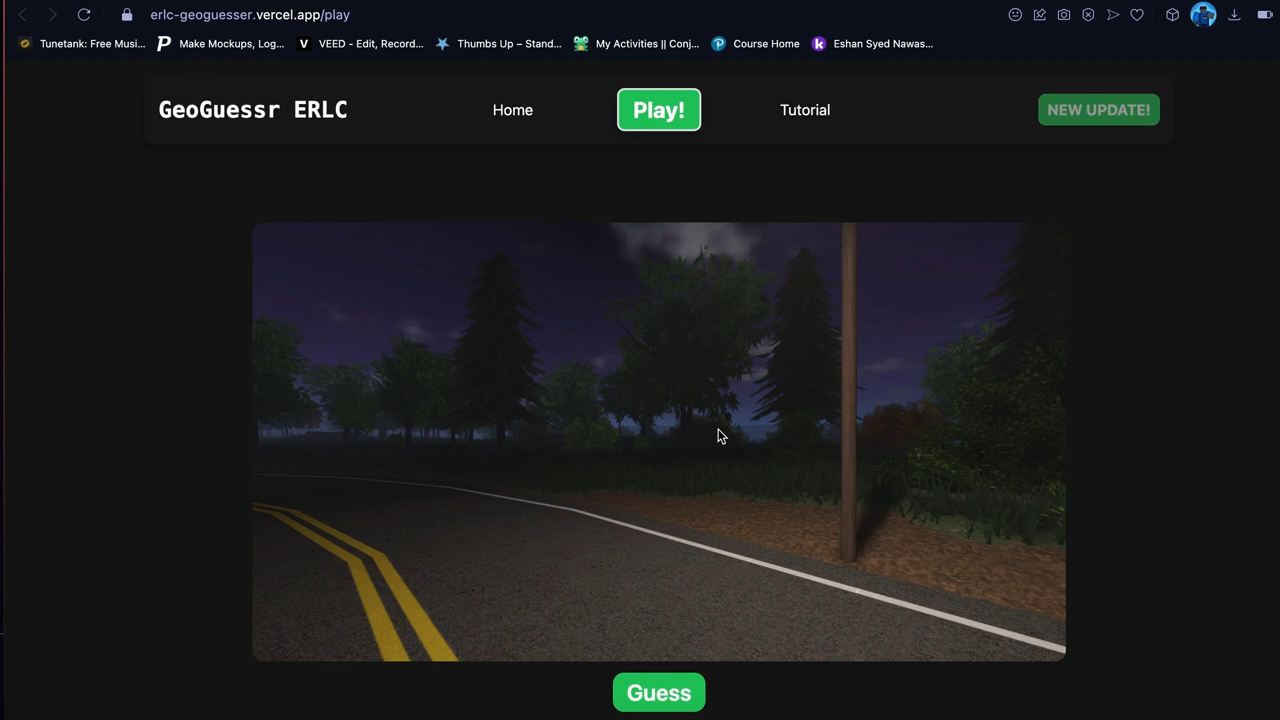 erlc-geoguesser.vercel.app/play
Tunetank: Free Musi... Make Mockups, Log... VEED - Edit, Record... Thumbs Up – Stand... My Activities || Conj... Course Home Eshan Syed Nawas...
GeoGuessr ERLC Home Play! Tutorial NEW UPDATE!
Guess